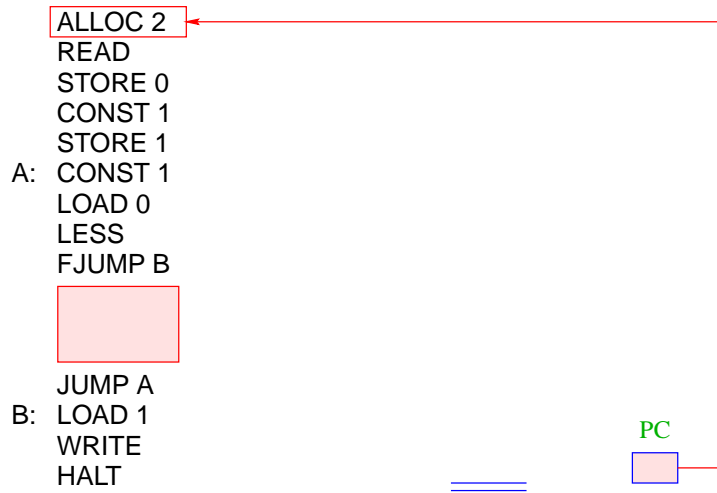 ALLOC 2
READ
STORE 0
CONST 1
STORE 1
A: CONST 1
LOAD 0
LESS
FJUMP B
JUMP A
B: LOAD 1
WRITE
HALT
PC